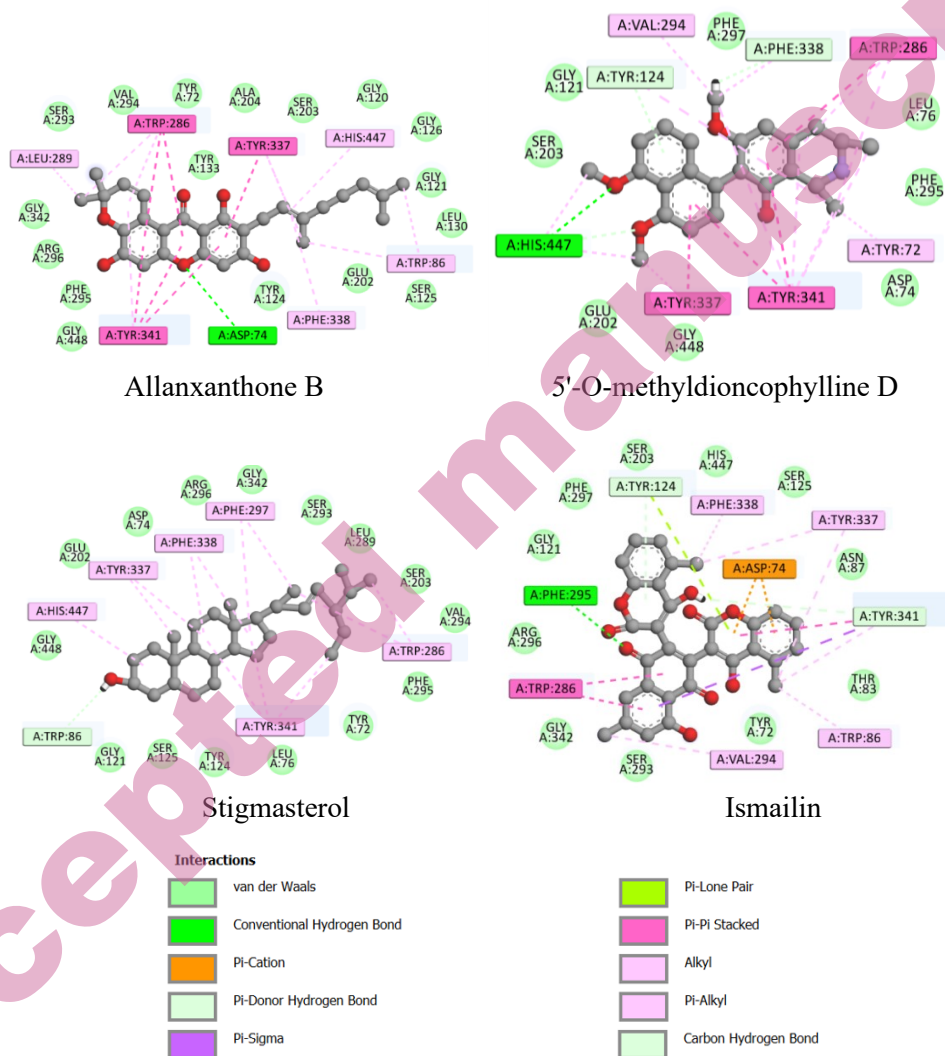 SER
A:293
VAL
A:294
TYR
A:72
ALA
A:204
SER
A:203
GLY
A:120
A:TRP:286
A:TYR:337
A:HIS:447
GLY
A:126
A:LEU:289
TYR
A:133
GLY
A:121
GLY
A:342
LEU
A:130
ARG
A:296
A:TRP:86
PHE
A:295
TYR
A:124
GLU
A:202
SER
A:125
GLY
A:448
A:TYR:341
A:ASP:74
A:PHE:338
Allanxanthone B
A:VAL:294
PHE
A:297
A:PHE:338
A:TRP:286
GLY
A:121
A:TYR:124
LEU
A:76
SER
A:203
PHE
A:295
A:HIS:447
A:TYR:72
GLU
A:202
A:TYR:337
A:TYR:341
ASP
A:74
GLY
A:448
5'-O-methyldioncophylline D
GLU
A:202
ASP
A:74
ARG
A:296
GLY
A:342
A:PHE:297
SER
A:293
A:PHE:338
LEU
A:289
A:TYR:337
SER
A:203
A:HIS:447
VAL
A:294
GLY
A:448
A:TRP:286
PHE
A:295
A:TRP:86
A:TYR:341
TYR
A:72
GLY
A:121
SER
A:125
TYR
A:124
LEU
A:76
Stigmasterol
SER
A:203
HIS
A:447
PHE
A:297
A:TYR:124
SER
A:125
A:PHE:338
A:TYR:337
GLY
A:121
A:ASP:74
ASN
A:87
A:PHE:295
A:TYR:341
ARG
A:296
A:TRP:286
THR
A:83
GLY
A:342
TYR
A:72
A:TRP:86
SER
A:293
A:VAL:294
Ismailin
Interactions
van der Waals
Conventional Hydrogen Bond
Pi-Cation
Pi-Donor Hydrogen Bond
Pi-Sigma
Pi-Lone Pair
Pi-Pi Stacked
Alkyl
Pi-Alkyl
Carbon Hydrogen Bond
cepted manusc